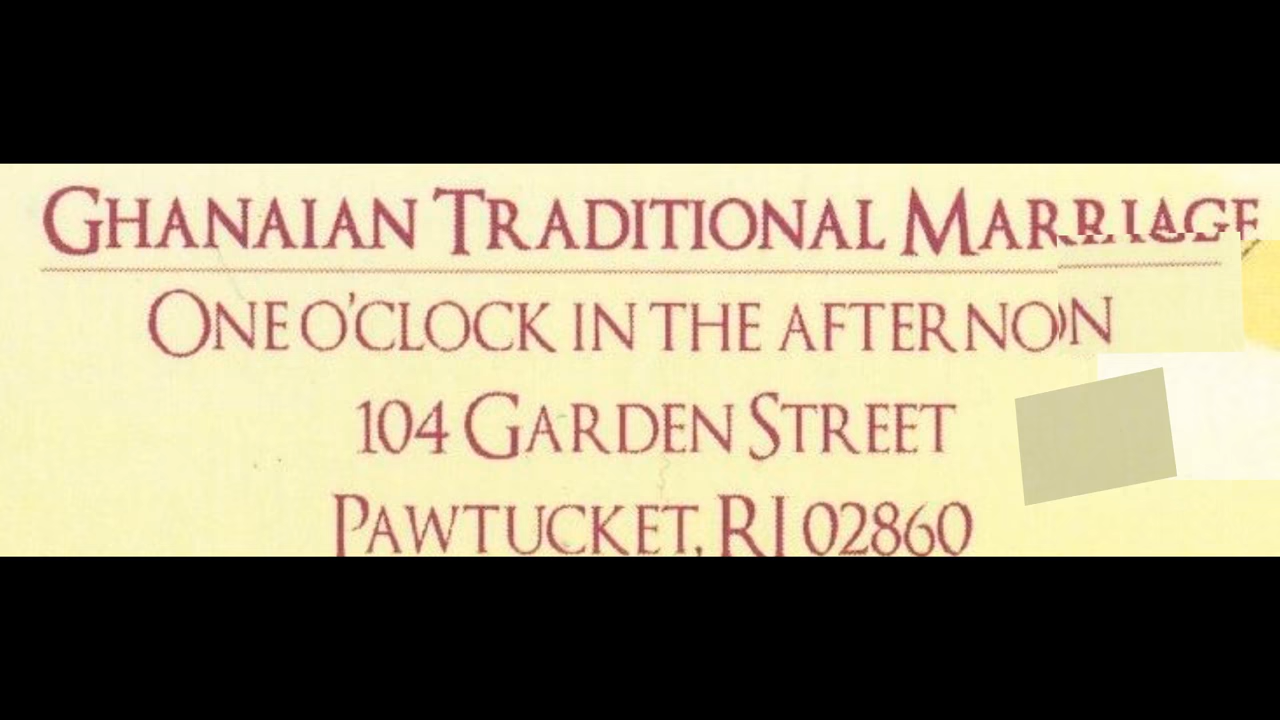 GHANAIAN TRADITIONAL MARRIAGE
ONE O'CLOCK IN THE AFTERNOON
104 GARDEN STREET
PAWTUCKET, RI 02860